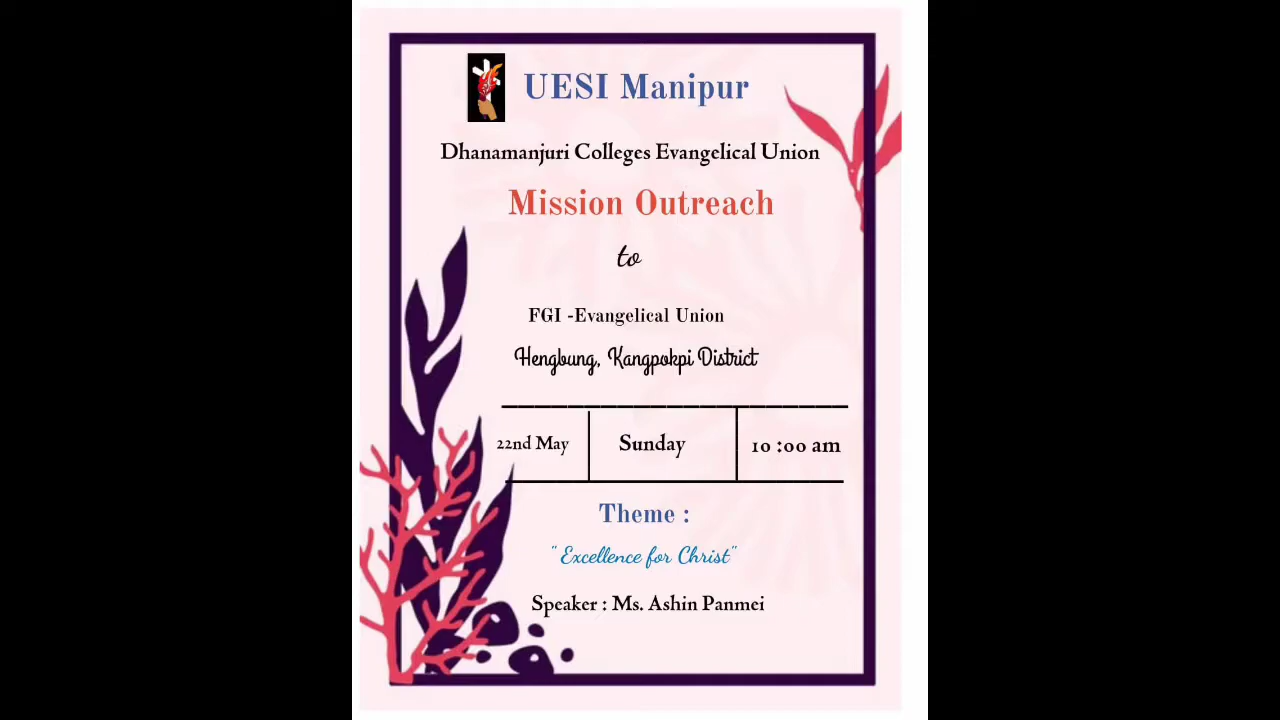 UESI Manipur
Dhanamanjuri Colleges Evangelical Union
Mission Outreach
to
FGI -Evangelical Union
Hengbung, Kangpokpi District
22nd May Sunday 10 :00 am
Theme :
"Excellence for Christ"
Speaker : Ms. Ashin Panmei